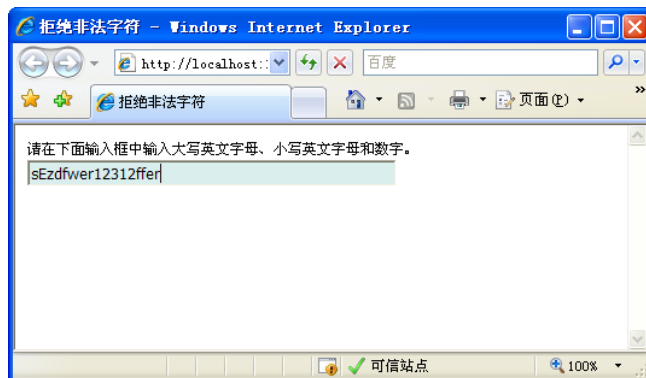 拒绝非法字符 - Windows Internet Explorer
http://localhost:
百度
拒绝非法字符
页面(P)
»
请在下面输入框中输入大写英文字母、小写英文字母和数字。
sEzdfwer12312ffer
可信站点
100%